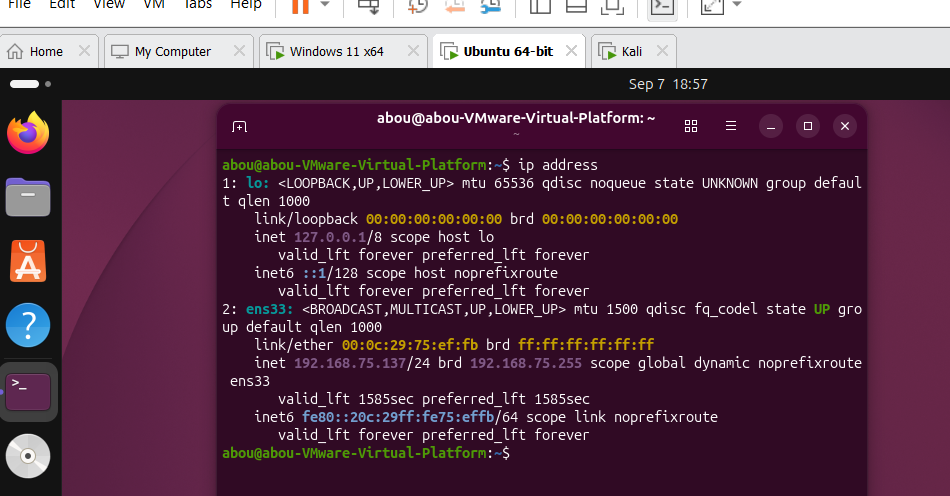 File Edit View VM Tabs Help
Home My Computer Windows 11 x64 Ubuntu 64-bit Kali
Sep 7 18:57
abou@abou-VMware-Virtual-Platform: ~
~
abou@abou-VMware-Virtual-Platform:~$ ip address
1: lo: <LOOPBACK,UP,LOWER_UP> mtu 65536 qdisc noqueue state UNKNOWN group defaul
t qlen 1000
    link/loopback 00:00:00:00:00:00 brd 00:00:00:00:00:00
    inet 127.0.0.1/8 scope host lo
       valid_lft forever preferred_lft forever
    inet6 ::1/128 scope host noprefixroute
       valid_lft forever preferred_lft forever
2: ens33: <BROADCAST,MULTICAST,UP,LOWER_UP> mtu 1500 qdisc fq_codel state UP gro
up default qlen 1000
    link/ether 00:0c:29:75:ef:fb brd ff:ff:ff:ff:ff:ff
    inet 192.168.75.137/24 brd 192.168.75.255 scope global dynamic noprefixroute
 ens33
       valid_lft 1585sec preferred_lft 1585sec
    inet6 fe80::20c:29ff:fe75:effb/64 scope link noprefixroute
       valid_lft forever preferred_lft forever
abou@abou-VMware-Virtual-Platform:~$